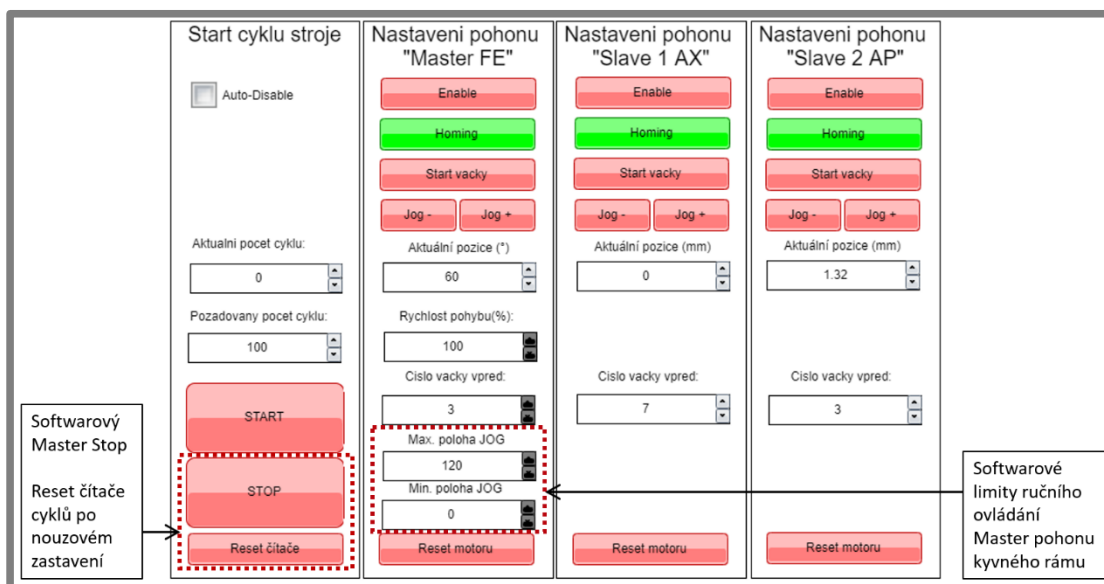 Start cyklu stroje
Auto-Disable
Aktualni pocet cyklu:
0
Pozadovany pocet cyklu:
100
START
STOP
Reset čítače
Nastaveni pohonu
"Master FE"
Enable
Homing
Start vacky
Jog -
Jog +
Aktuální pozice (°)
60
Rychlost pohybu(%):
100
Cislo vacky vpred:
3
Max. poloha JOG
120
Min. poloha JOG
0
Reset motoru
Nastaveni pohonu
"Slave 1 AX"
Enable
Homing
Start vacky
Jog -
Jog +
Aktuální pozice (mm)
0
Cislo vacky vpred:
7
Reset motoru
Nastaveni pohonu
"Slave 2 AP"
Enable
Homing
Start vacky
Jog -
Jog +
Aktuální pozice (mm)
1.32
Cislo vacky vpred:
3
Reset motoru
Softwarový
Master Stop
Reset čítače
cyklů po
nouzovém
zastavení
Softwarové
limity ručního
ovládání
Master pohonu
kyvného rámu